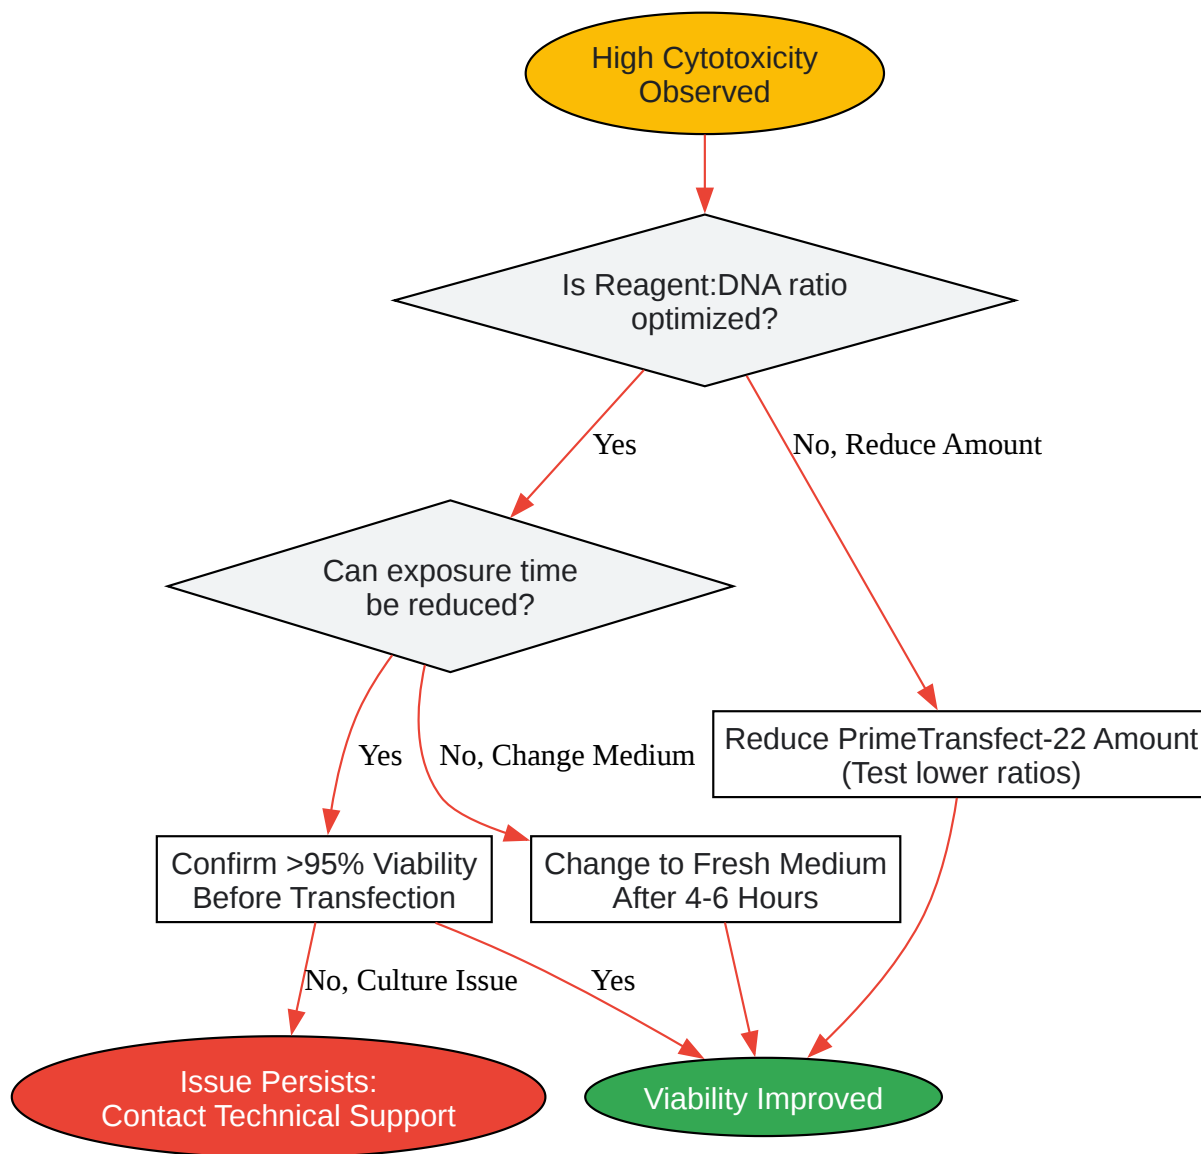 High Cytotoxicity
Observed
Is Reagent:DNA ratio
optimized?
Yes
No, Reduce Amount
Can exposure time
be reduced?
Yes
No, Change Medium
Reduce PrimeTransfect-22 Amount
(Test lower ratios)
Confirm >95% Viability
Before Transfection
Change to Fresh Medium
After 4-6 Hours
No, Culture Issue
Yes
Issue Persists:
Contact Technical Support
Viability Improved